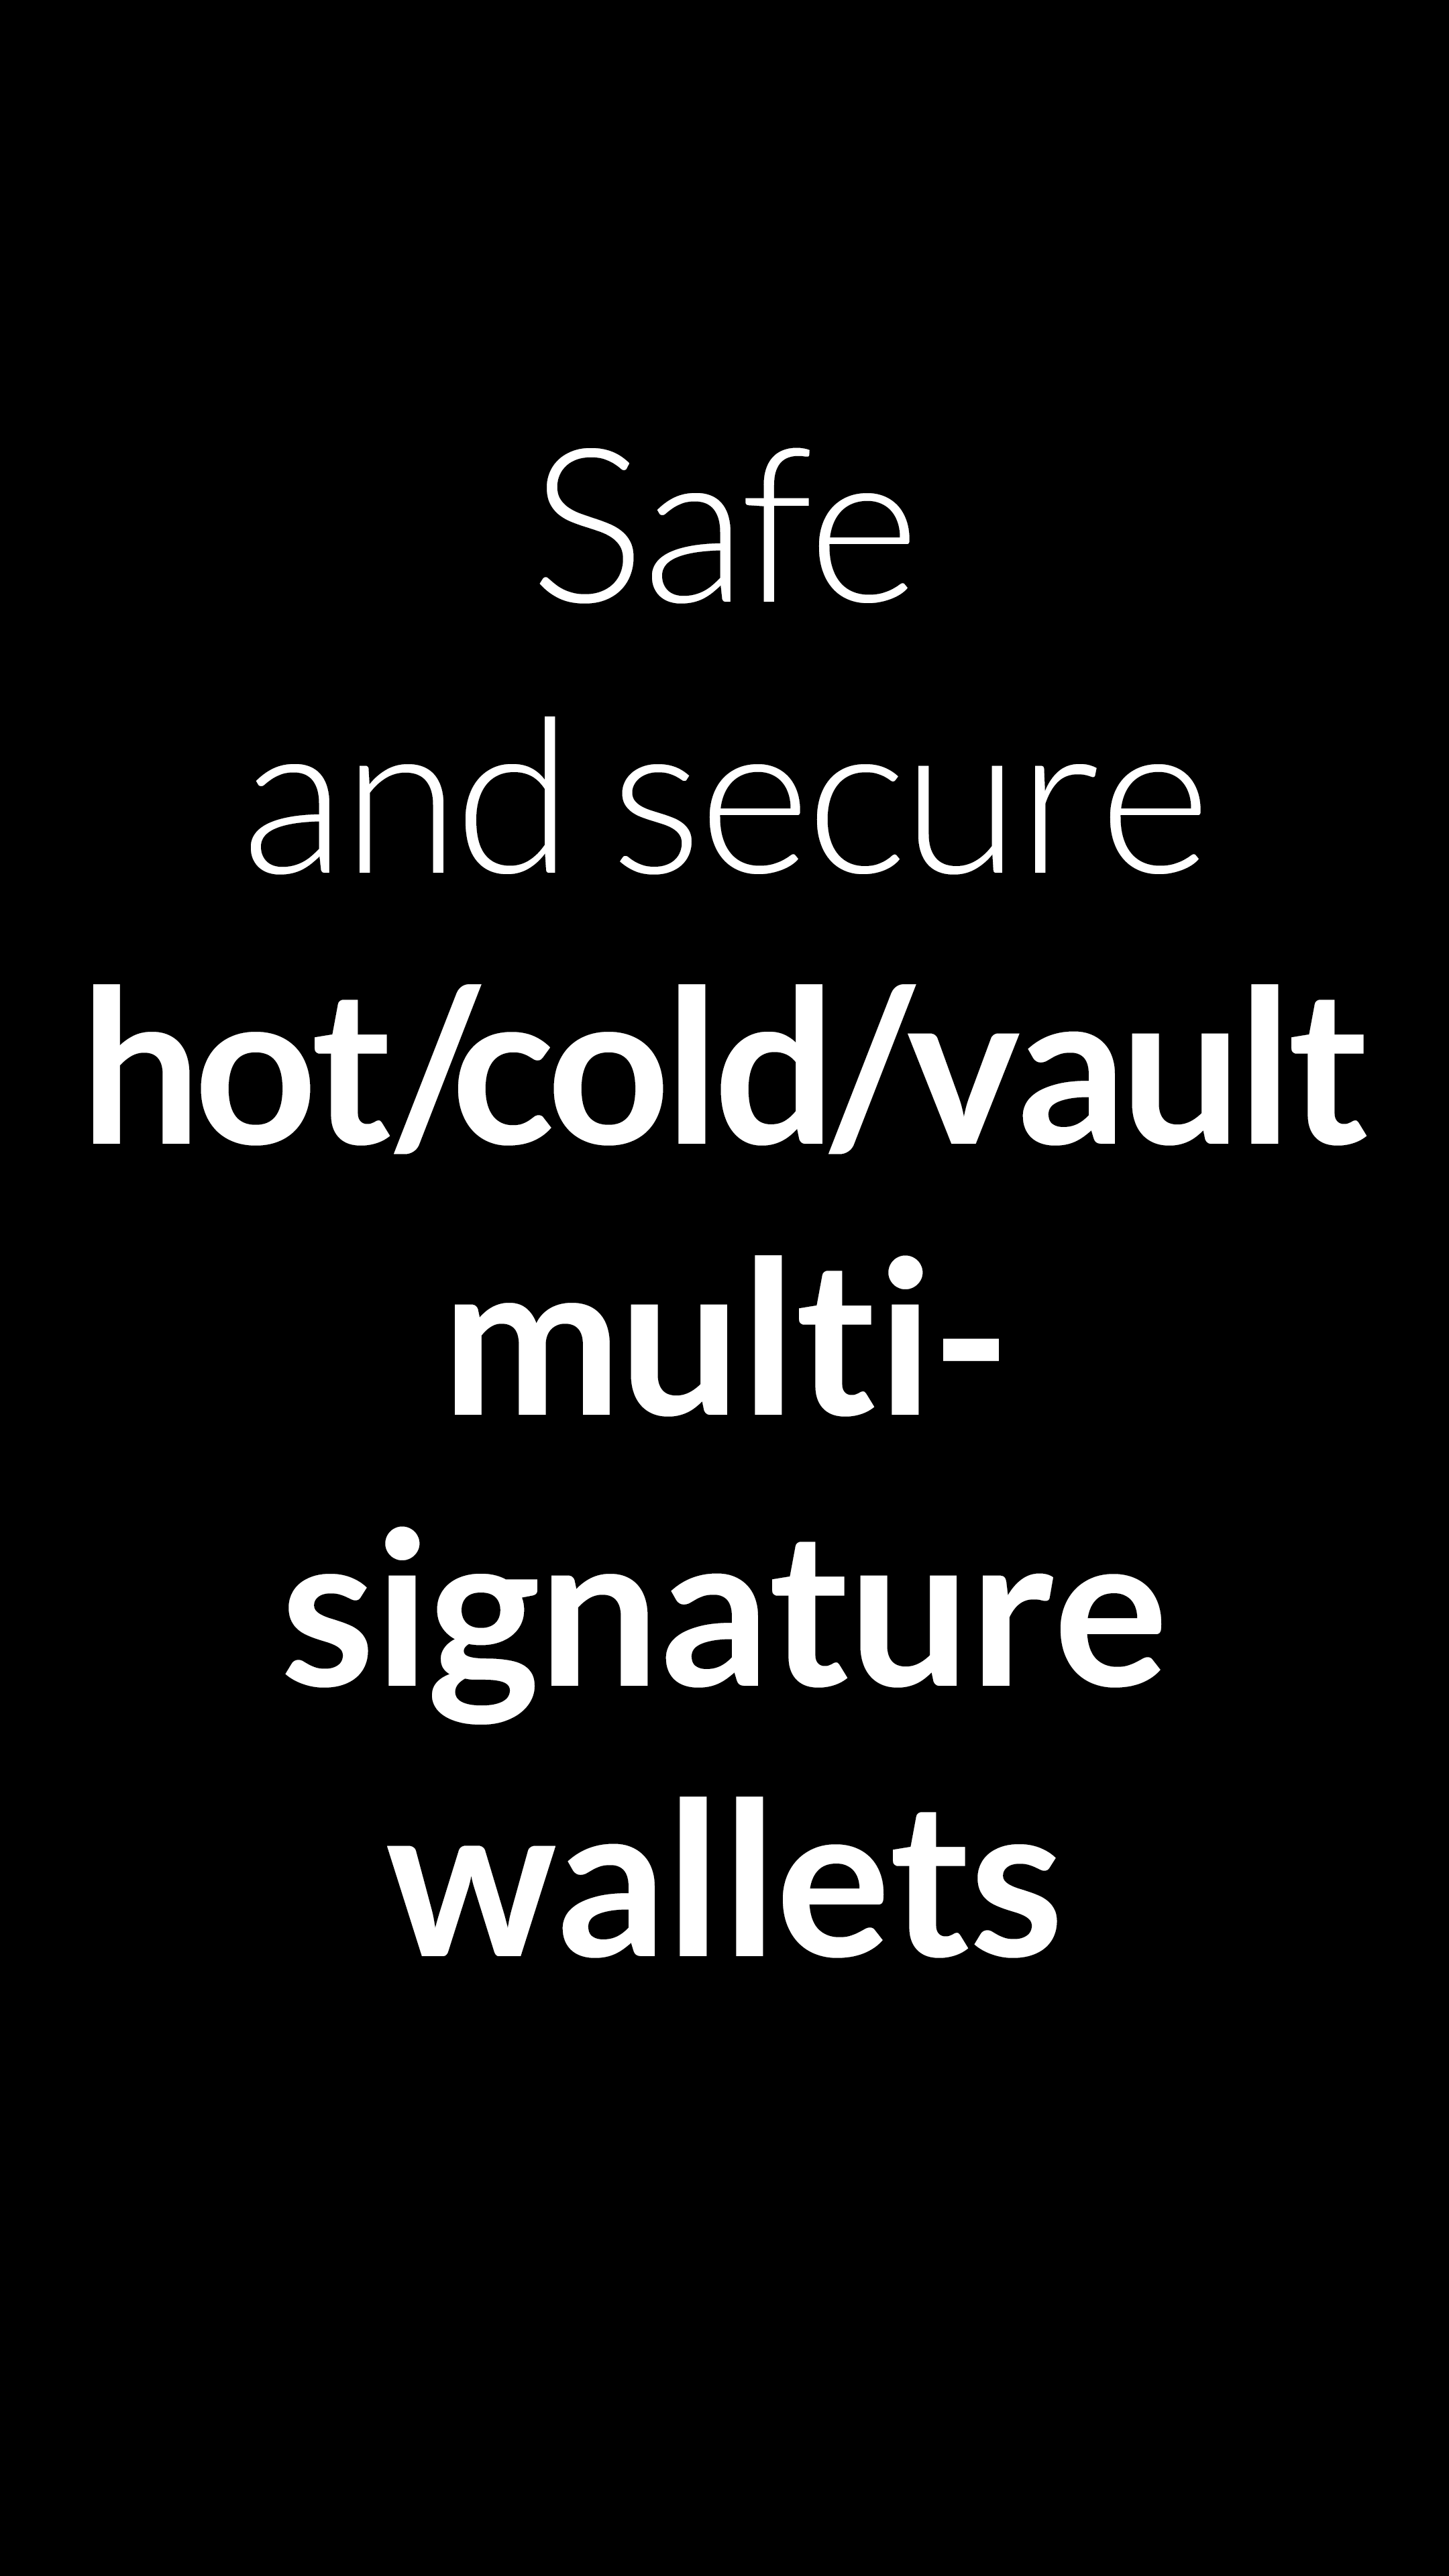 Safe
and secure
hot/cold/vault
multi-
signature
wallets